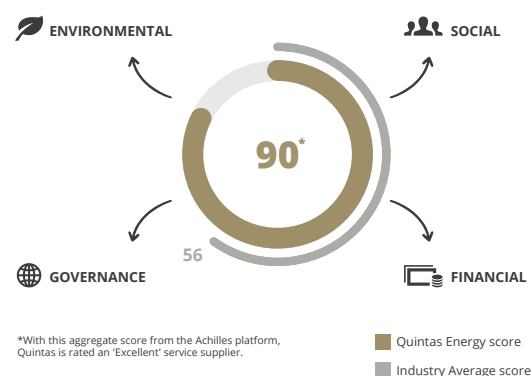 ENVIRONMENTAL
SOCIAL
90*
56
GOVERNANCE
FINANCIAL
*With this aggregate score from the Achilles platform,
Quintas is rated an 'Excellent' service supplier.
Quintas Energy score
Industry Average score